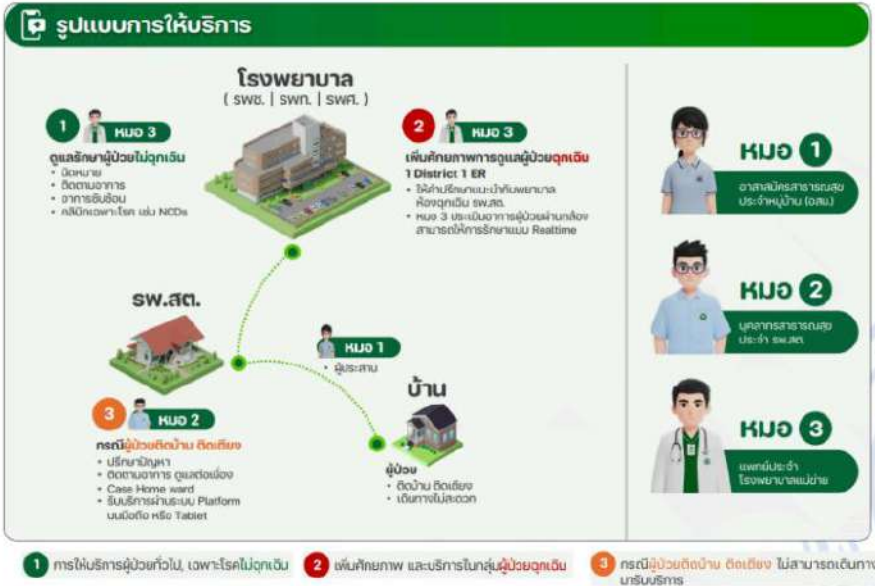 รูปแบบการให้บริการ
โรงพยาบาล
( รพช. | รพท. | รพศ. )
1 หมอ 3
ดูแลรักษาผู้ป่วยไม่ฉุกเฉิน
• นัดหมาย
• ติดตามอาการ
• อาการซับซ้อน
• คลินิกเฉพาะโรค เช่น NCDs
2 หมอ 3
เพิ่มศักยภาพการดูแลผู้ป่วยฉุกเฉิน
1 District 1 ER
• ให้คำปรึกษาแนะนำกับพยาบาล
ห้องฉุกเฉิน รพ.สต.
• หมอ 3 ประเมินอาการผู้ป่วยผ่านกล้อง
สามารถให้การรักษาแบบ Realtime
รพ.สต.
หมอ 1
• ผู้ประสาน
บ้าน
3 หมอ 2
กรณีผู้ป่วยติดบ้าน ติดเตียง
• ปรึกษาปัญหา
• ติดตามอาการ ดูแลต่อเนื่อง
• Case Home ward
• รับบริการผ่านระบบ Platform
บนมือถือ หรือ Tablet
ผู้ป่วย
• ติดบ้าน ติดเตียง
• เดินทางไม่สะดวก
หมอ 1
อาสาสมัครสาธารณสุข
ประจำหมู่บ้าน (อสม.)
หมอ 2
บุคลากรสาธารณสุข
ประจำ รพ.สต.
หมอ 3
แพทย์ประจำ
โรงพยาบาลแม่ข่าย
1 การให้บริการผู้ป่วยทั่วไป, เฉพาะโรคไม่ฉุกเฉิน
2 เพิ่มศักยภาพ และบริการในกลุ่มผู้ป่วยฉุกเฉิน
3 กรณีผู้ป่วยติดบ้าน ติดเตียง ไม่สามารถเดินทาง
มารับบริการ